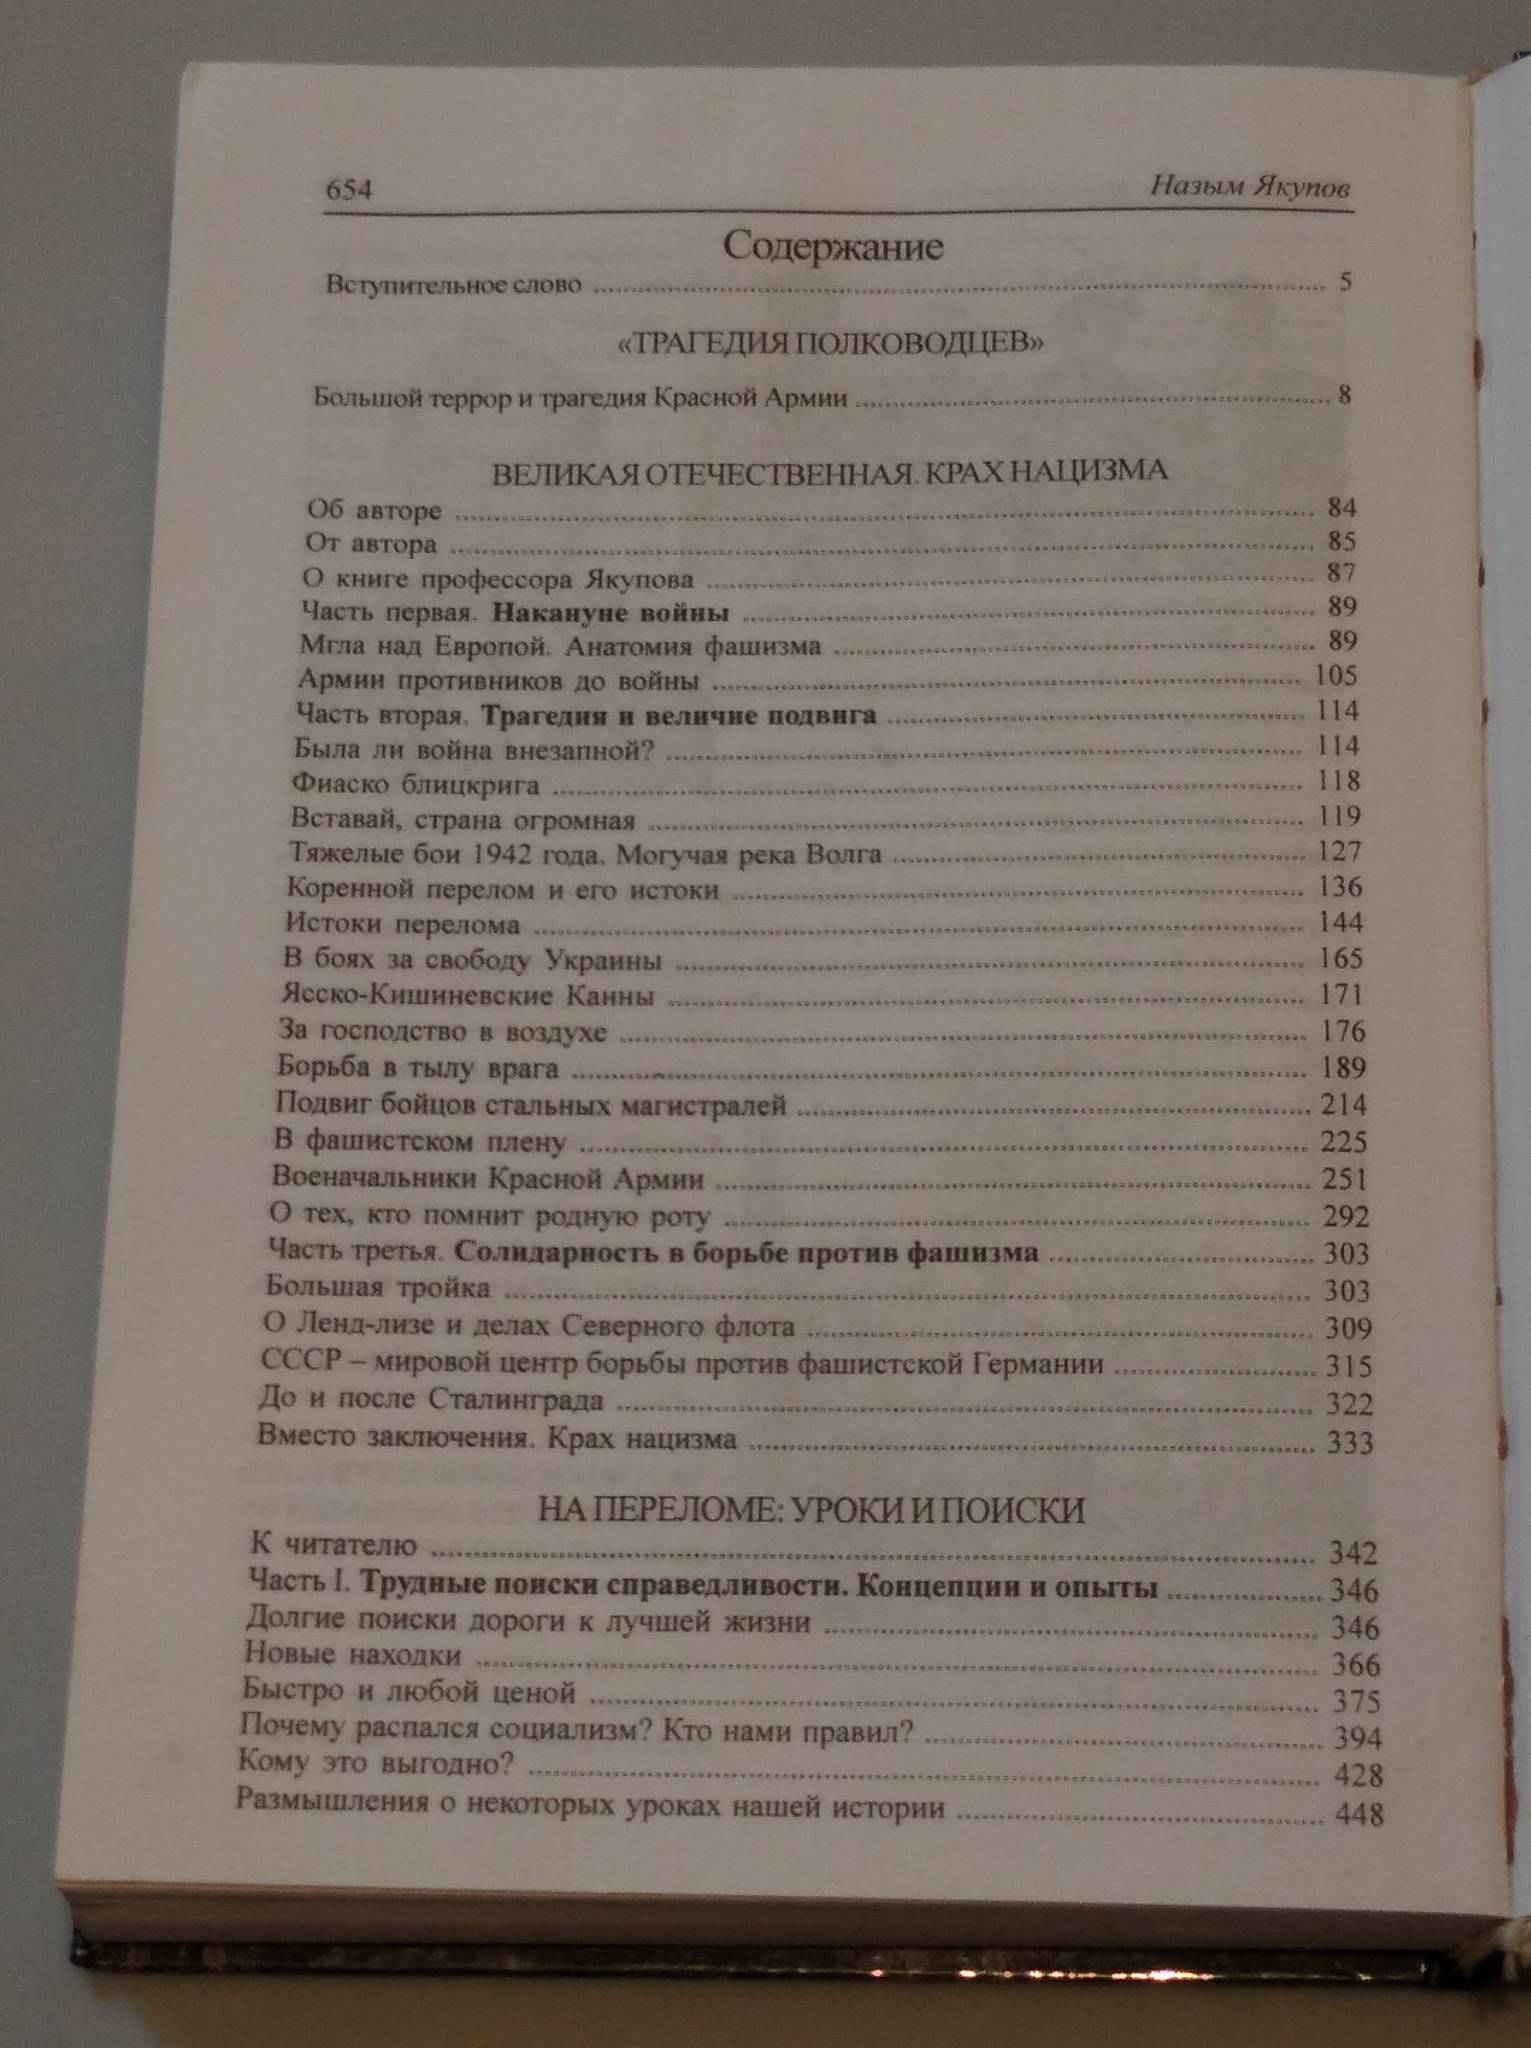 654 Назым Якупов
Содержание
Вступительное слово ........ 5
«ТРАГЕДИЯ ПОЛКОВОДЦЕВ»
Большой террор и трагедия Красной Армии ........ 8
ВЕЛИКАЯ ОТЕЧЕСТВЕННАЯ. КРАХ НАЦИЗМА
Об авторе ........ 84
От автора ........ 85
О книге профессора Якупова ........ 87
Часть первая. Накануне войны ........ 89
Мгла над Европой. Анатомия фашизма ........ 89
Армии противников до войны ........ 105
Часть вторая. Трагедия и величие подвига ........ 114
Была ли война внезапной? ........ 114
Фиаско блицкрига ........ 118
Вставай, страна огромная ........ 119
Тяжелые бои 1942 года. Могучая река Волга ........ 127
Коренной перелом и его истоки ........ 136
Истоки перелома ........ 144
В боях за свободу Украины ........ 165
Ясско-Кишиневские Канны ........ 171
За господство в воздухе ........ 176
Борьба в тылу врага ........ 189
Подвиг бойцов стальных магистралей ........ 214
В фашистском плену ........ 225
Военачальники Красной Армии ........ 251
О тех, кто помнит родную роту ........ 292
Часть третья. Солидарность в борьбе против фашизма ........ 303
Большая тройка ........ 303
О Ленд-лизе и делах Северного флота ........ 309
СССР – мировой центр борьбы против фашистской Германии ........ 315
До и после Сталинграда ........ 322
Вместо заключения. Крах нацизма ........ 333
НА ПЕРЕЛОМЕ: УРОКИ И ПОИСКИ
К читателю ........ 342
Часть I. Трудные поиски справедливости. Концепции и опыты ........ 346
Долгие поиски дороги к лучшей жизни ........ 346
Новые находки ........ 366
Быстро и любой ценой ........ 375
Почему распался социализм? Кто нами правил? ........ 394
Кому это выгодно? ........ 428
Размышления о некоторых уроках нашей истории ........ 448